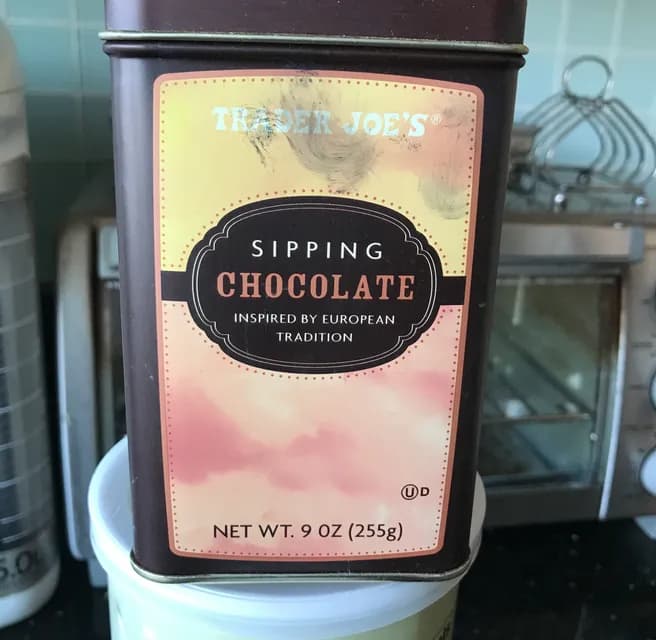 TRADER JOE'S®
SIPPING
CHOCOLATE
INSPIRED BY EUROPEAN
TRADITION
Ⓤ D
NET WT. 9 OZ (255g)